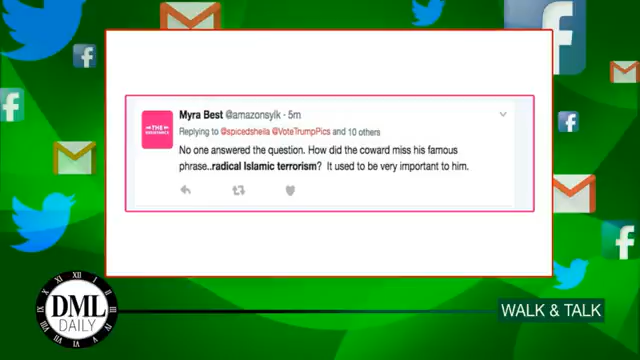 THE
RESISTANCE
Myra Best @amazonsylk · 5m
Replying to @spicedsheila @VoteTrumpPics and 10 others
No one answered the question. How did the coward miss his famous
phrase..radical Islamic terrorism? It used to be very important to him.
DML
DAILY
WALK & TALK